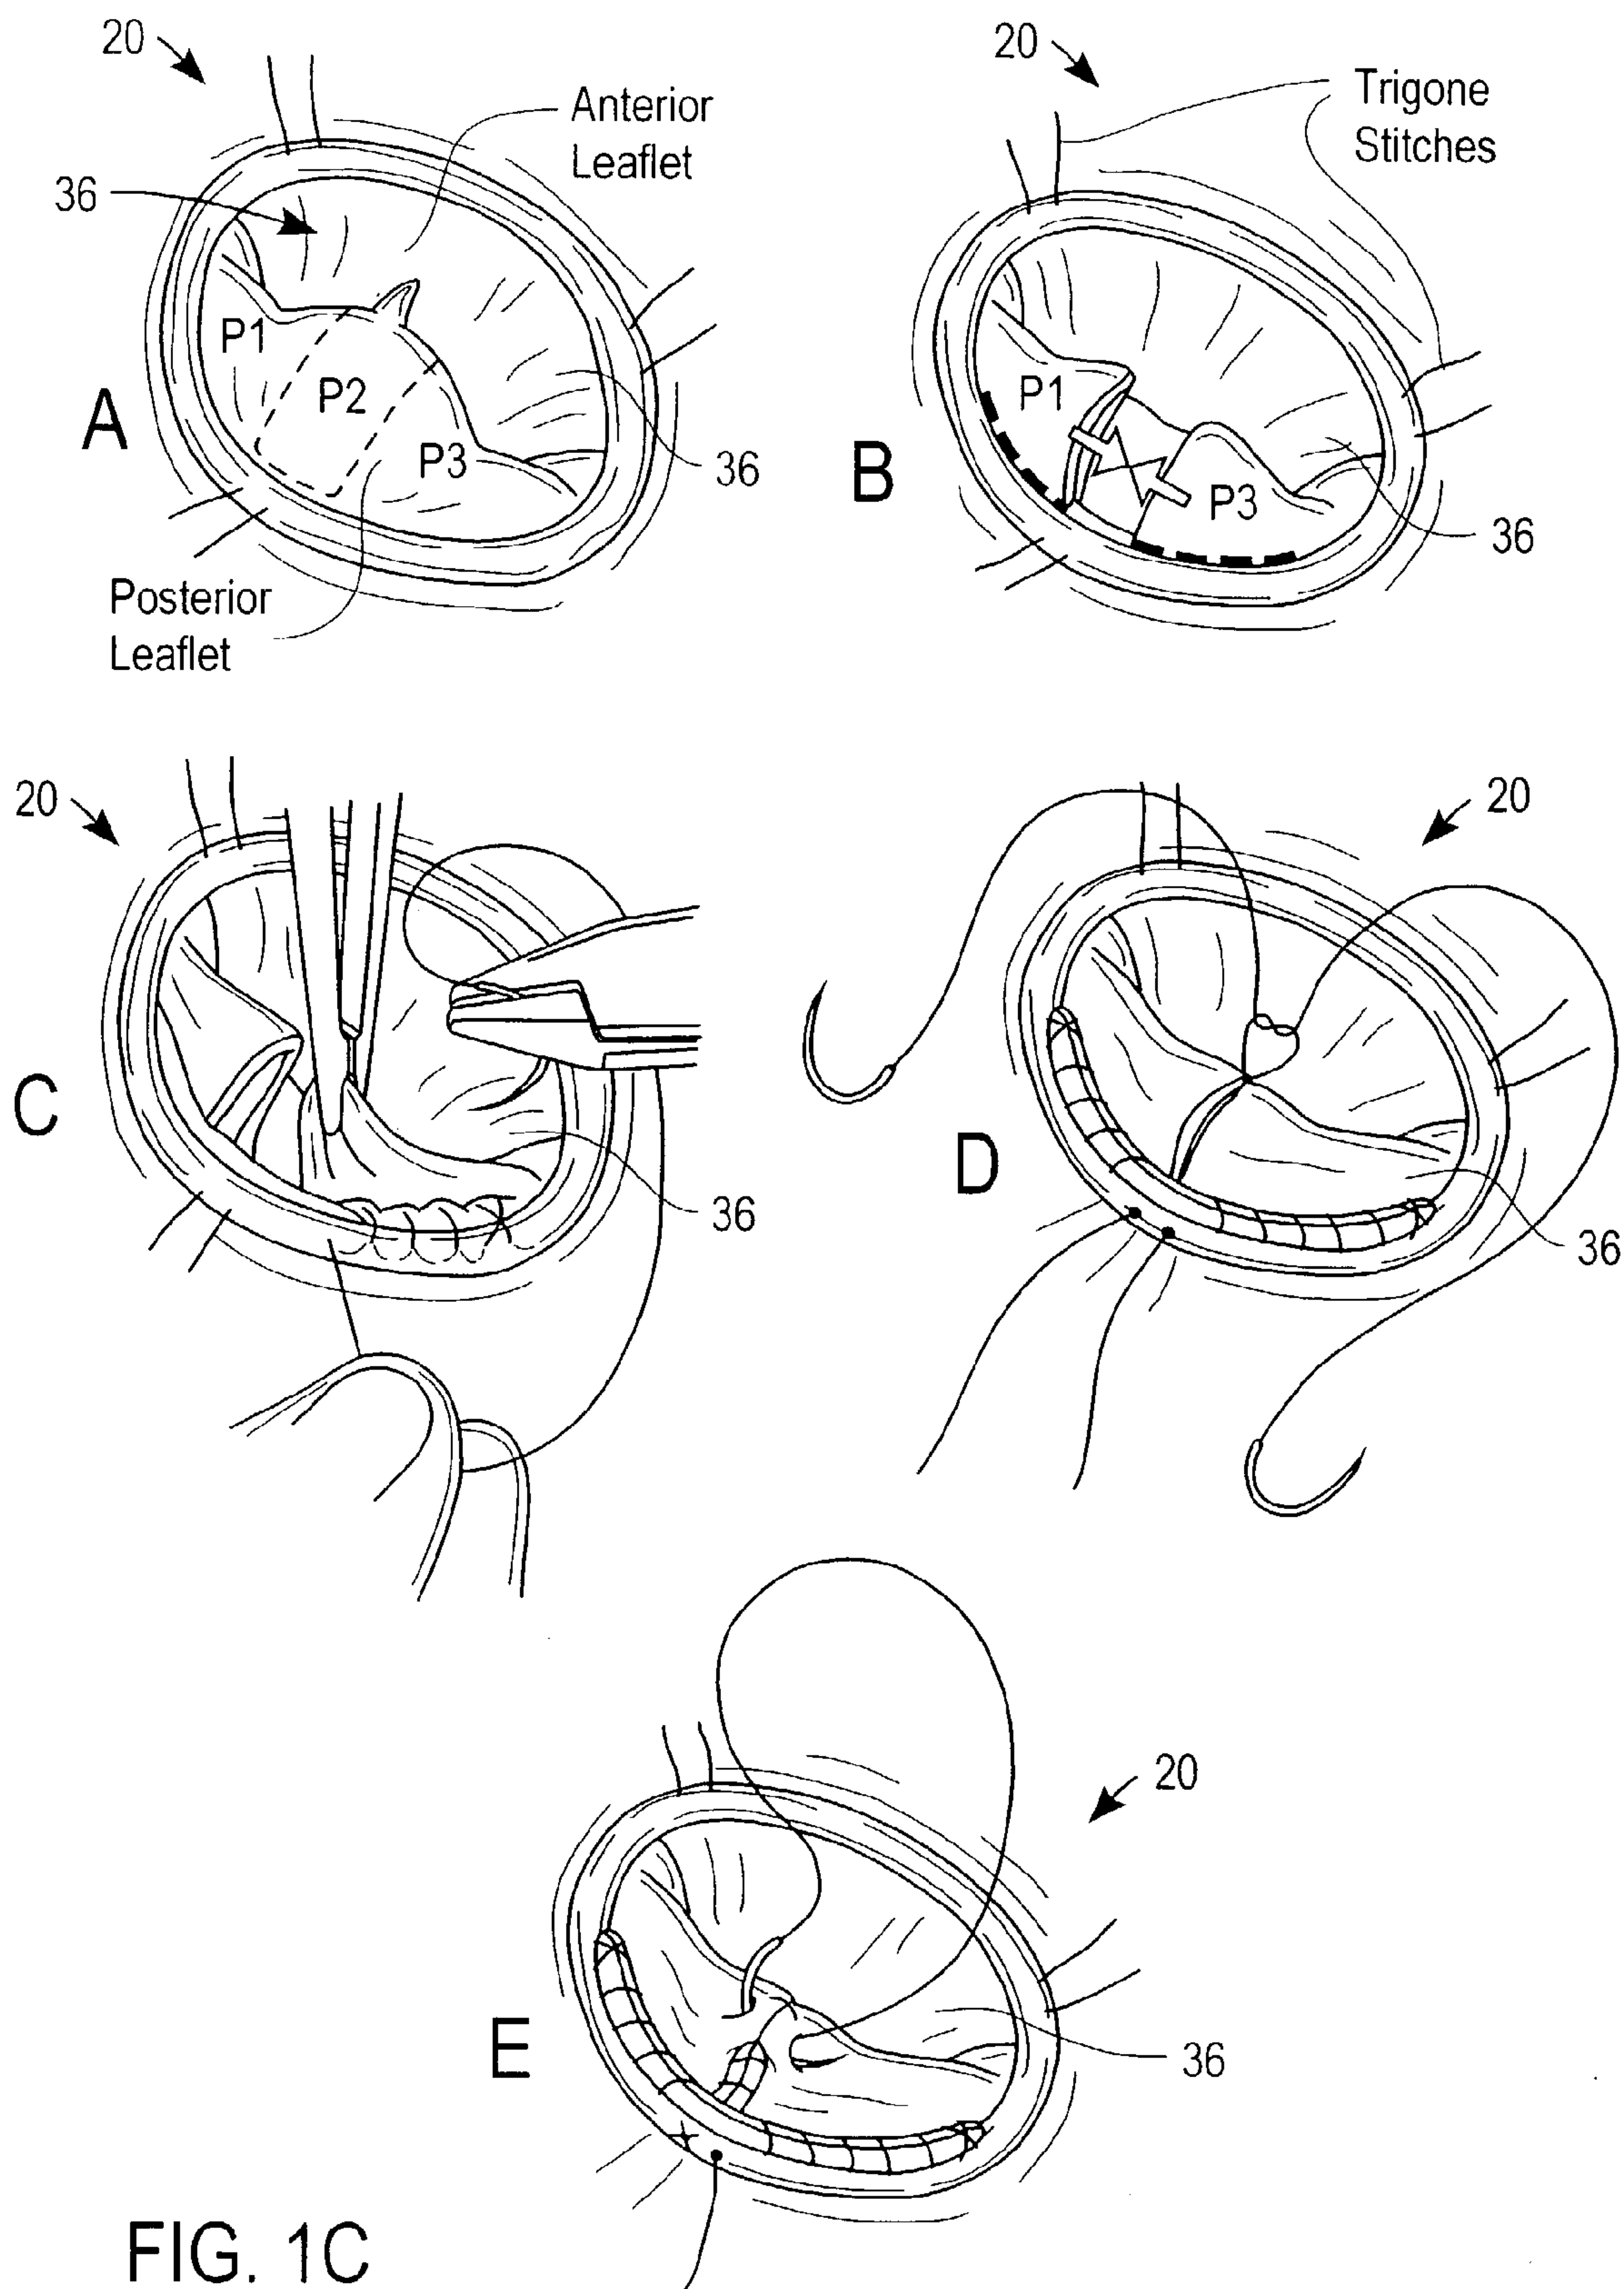 20
Anterior
Leaflet
36
P1
P2
P3
A
36
Posterior
Leaflet
20
Trigone
Stitches
P1
P3
B
36
20
C
36
20
D
36
20
E
36
FIG. 1C